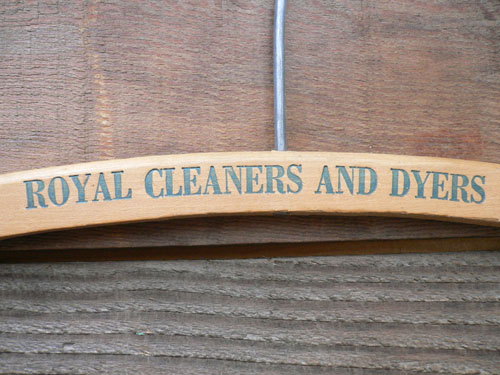 ROYAL CLEANERS AND DYERS